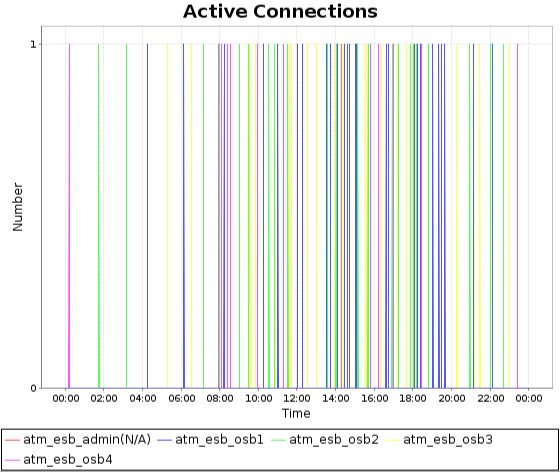 Active Connections
1
0
Number
00:00 02:00 04:00 06:00 08:00 10:00 12:00 14:00 16:00 18:00 20:00 22:00 00:00
Time
atm_esb_admin(N/A) atm_esb_osb1 atm_esb_osb2 atm_esb_osb3
atm_esb_osb4